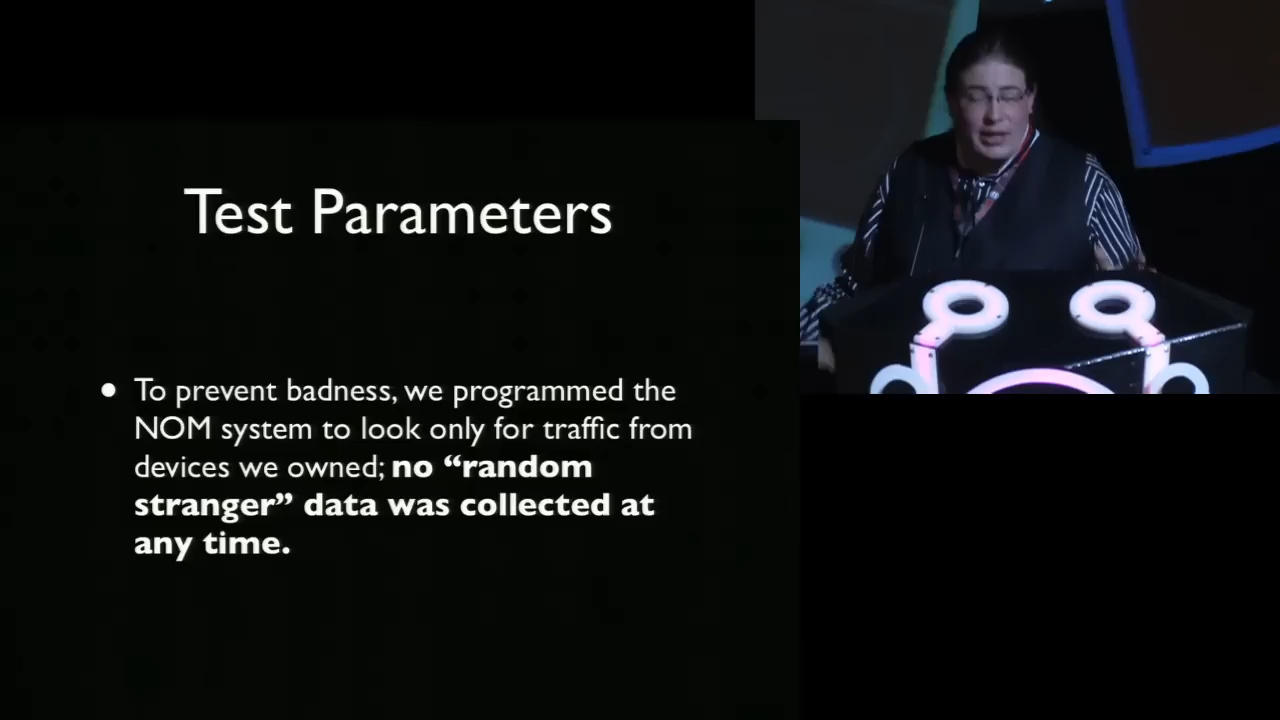 Test Parameters
• To prevent badness, we programmed the
NOM system to look only for traffic from
devices we owned; no “random
stranger” data was collected at
any time.